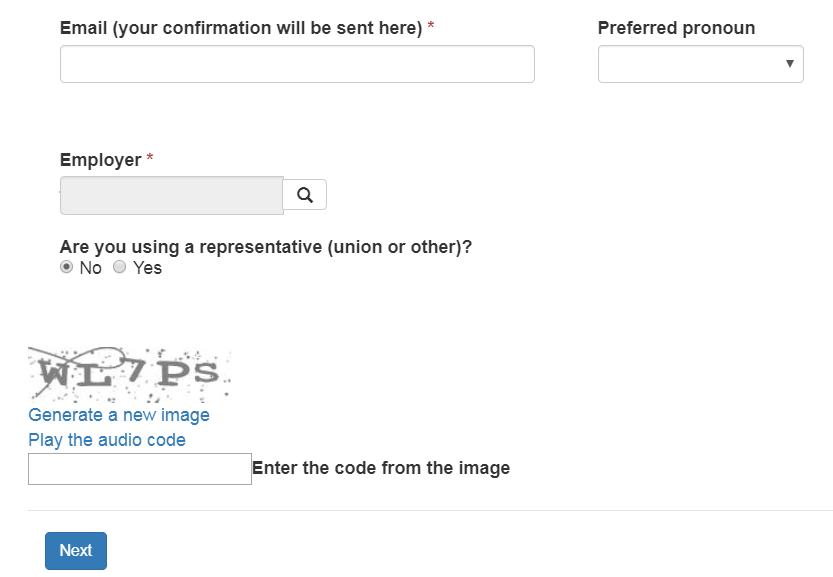 Email (your confirmation will be sent here) *
Preferred pronoun
Employer *
Are you using a representative (union or other)?
No Yes
WL7PS
Generate a new image
Play the audio code
Enter the code from the image
Next